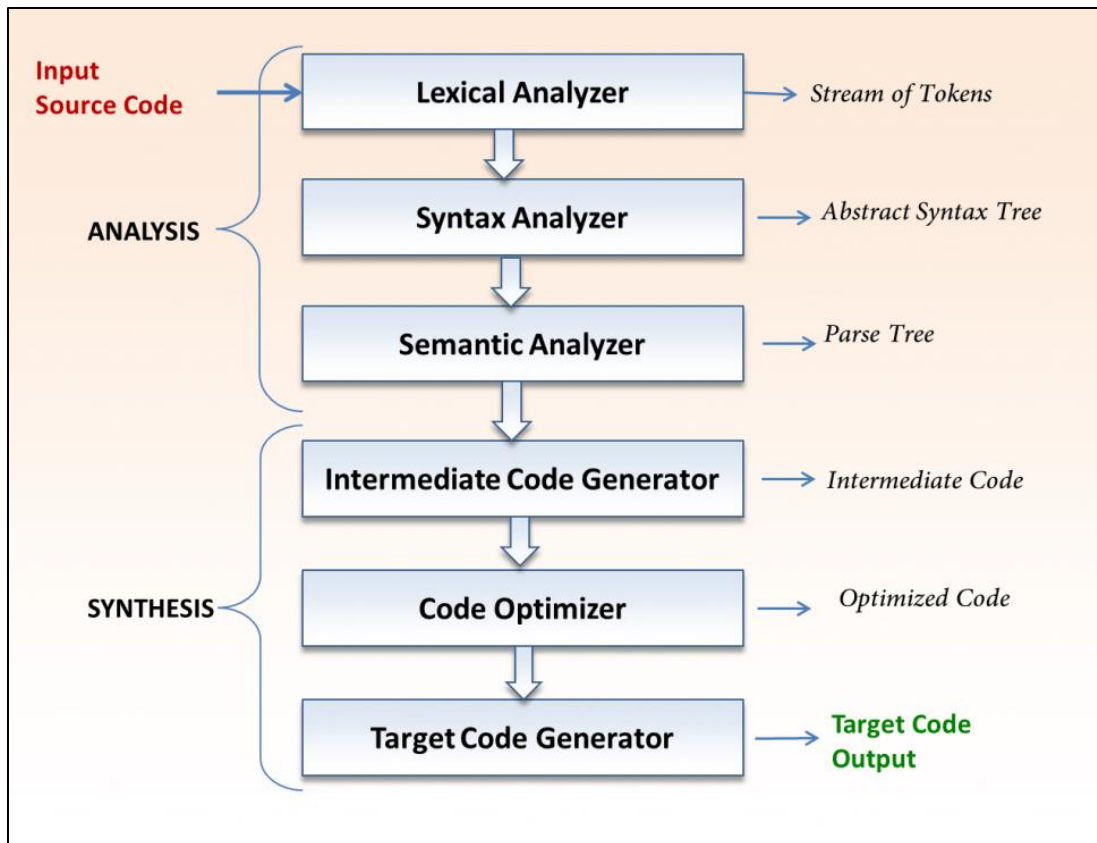 Input
Source Code
Lexical Analyzer
Stream of Tokens
Syntax Analyzer
Abstract Syntax Tree
ANALYSIS
Semantic Analyzer
Parse Tree
Intermediate Code Generator
Intermediate Code
SYNTHESIS
Code Optimizer
Optimized Code
Target Code Generator
Target Code
Output